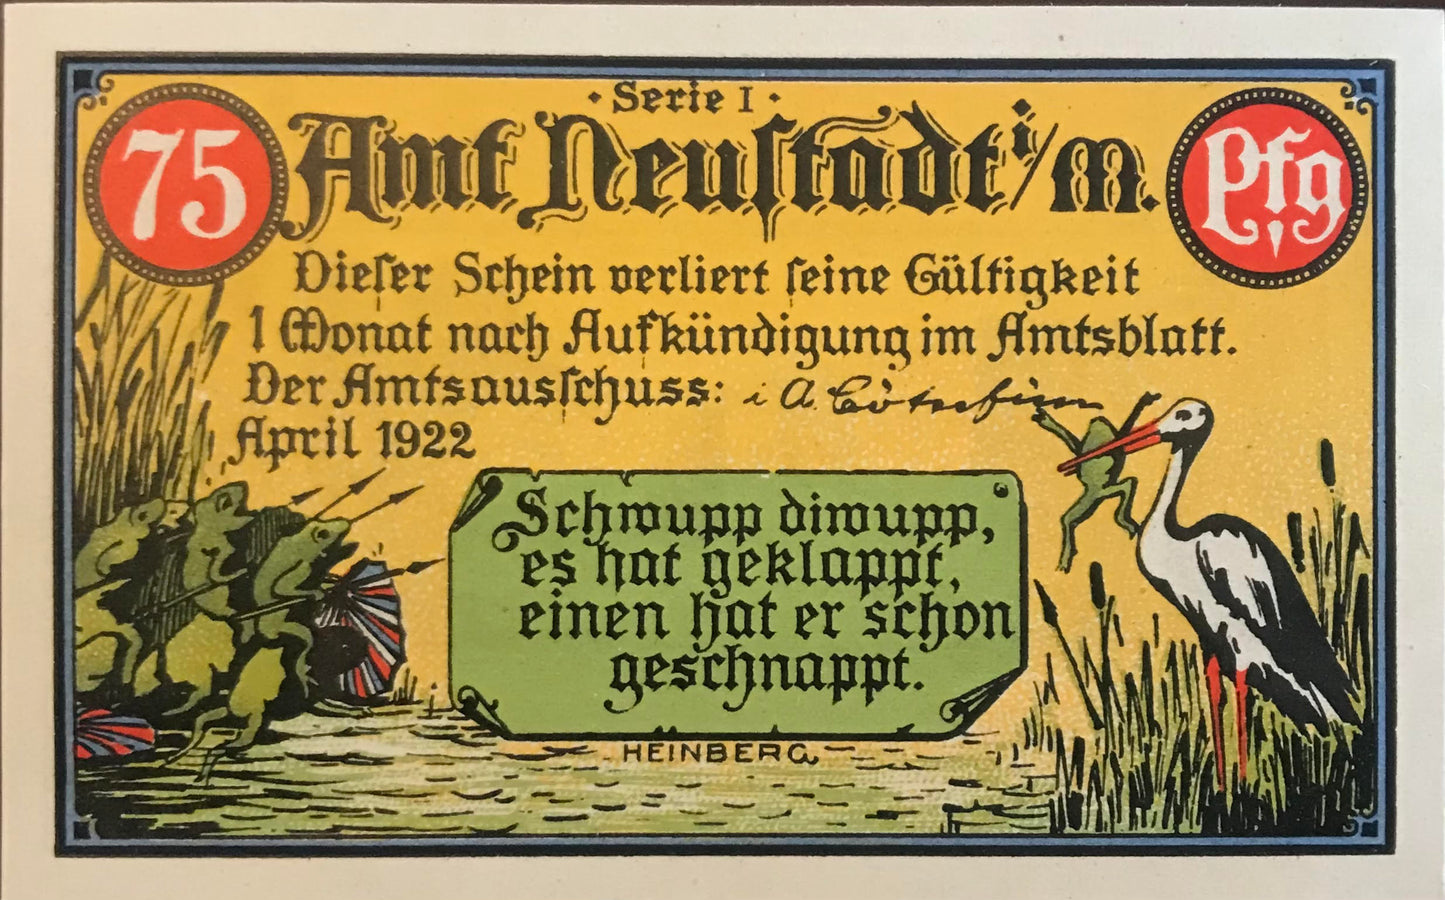 · Serie I ·
75 Amt Neuſtadt i/m. Pfg
Dieſer Schein verliert ſeine Gültigkeit
1 Monat nach Aufkündigung im Amtsblatt.
Der Amtsausſchuss: i A.
April 1922
Schwupp diwupp,
es hat geklappt,
einen hat er schon
geschnappt.
HEINBERG